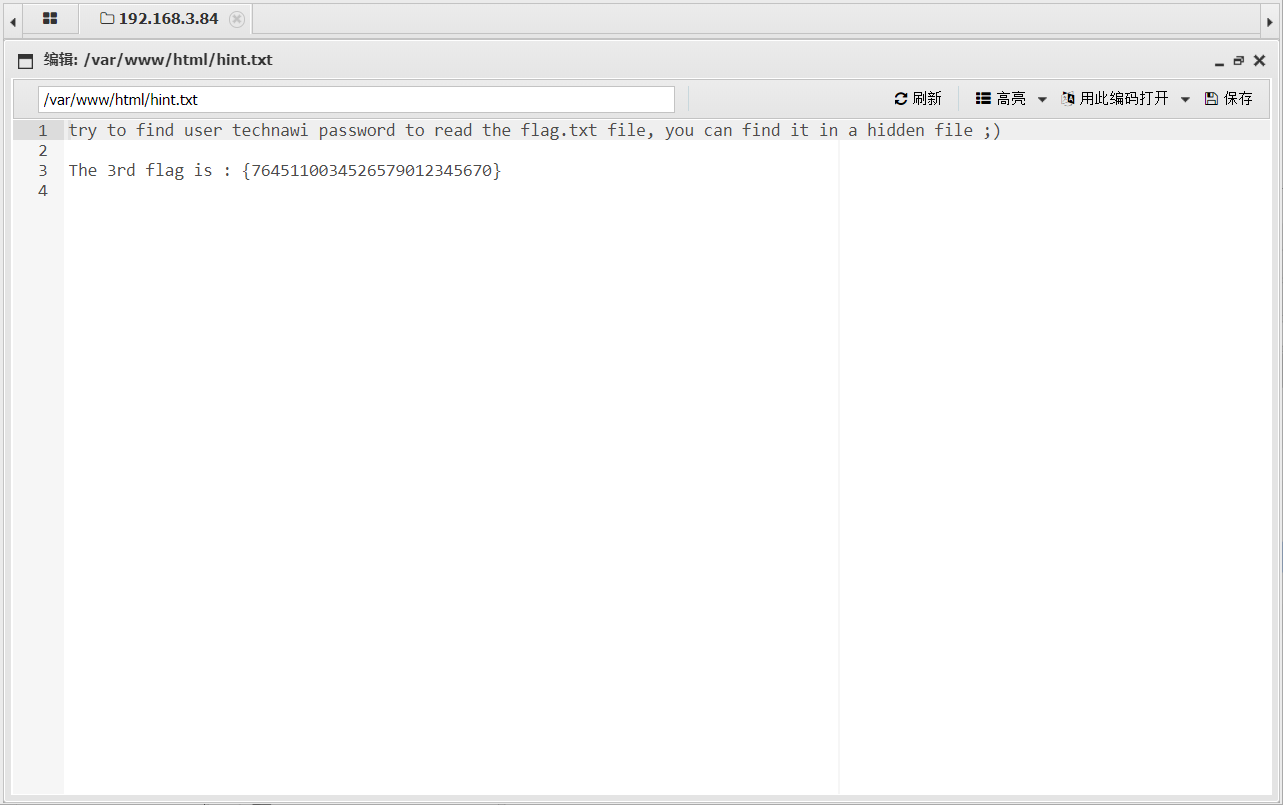 192.168.3.84
编辑: /var/www/html/hint.txt
/var/www/html/hint.txt 刷新 高亮 用此编码打开 保存
1 try to find user technawi password to read the flag.txt file, you can find it in a hidden file ;)
2
3 The 3rd flag is : {7645110034526579012345670}
4